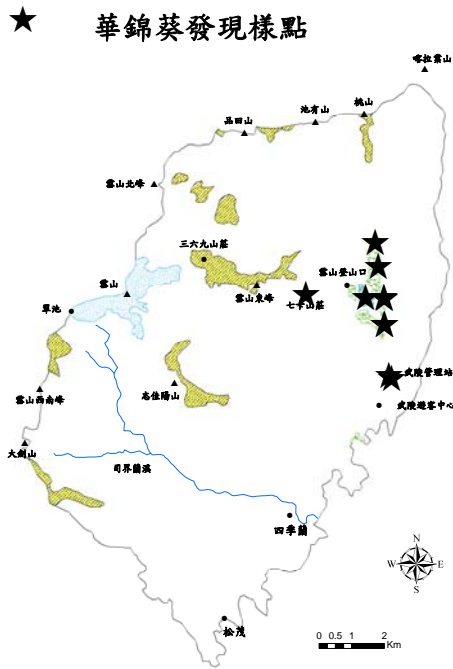 華錦葵發現樣點
喀拉業山
桃山
池有山
品田山
雪山北峰
三六九山莊
雪山登山口
雪山
雪山東峰
七卡山莊
翠池
武陵管理站
志佳陽山
雪山西南峰
武陵遊客中心
大劍山
司界蘭溪
四季蘭
松茂
N
W
E
S
0 0.5 1 2
Km